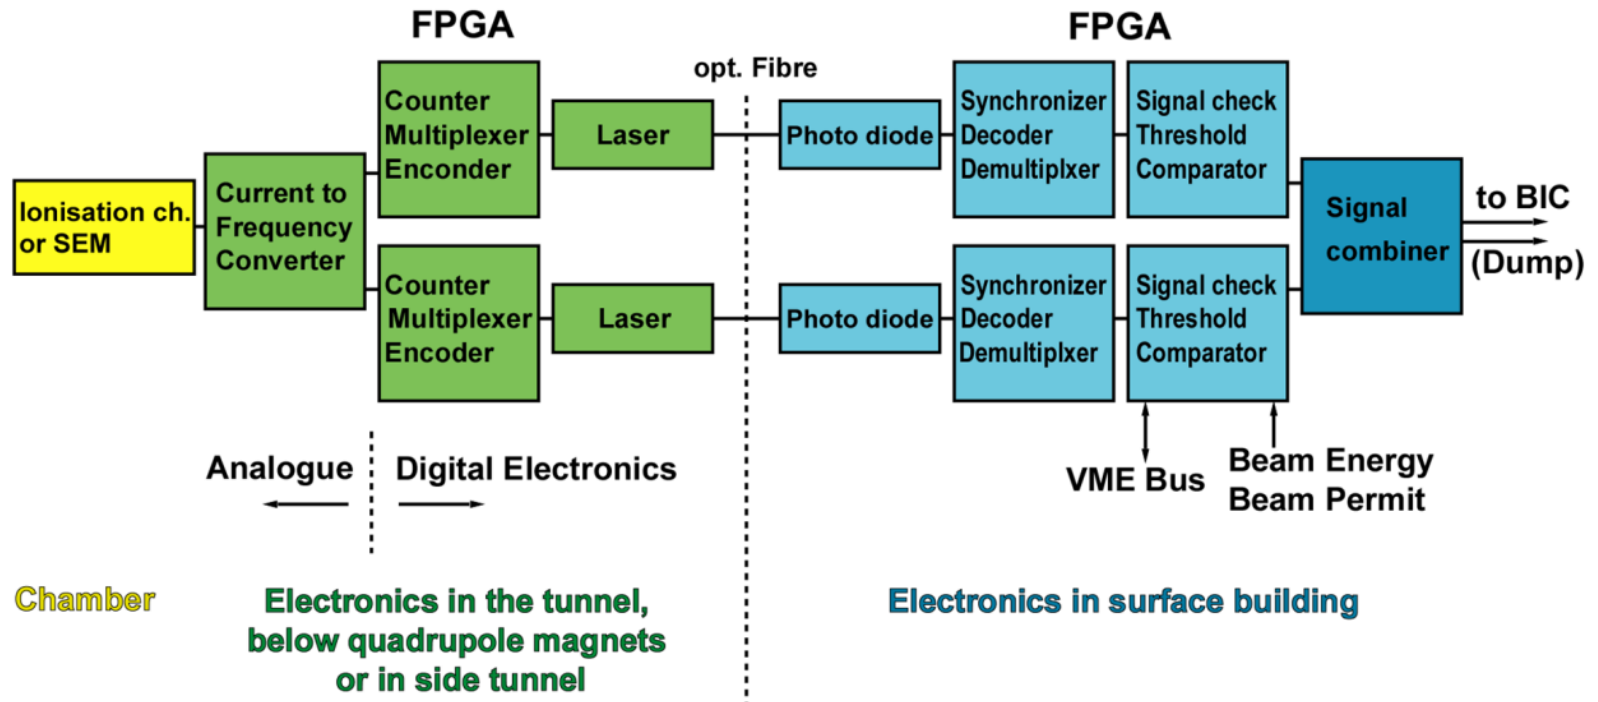 FPGA
FPGA
opt. Fibre
Counter
Multiplexer
Enconder
Laser
Photo diode
Synchronizer
Decoder
Demultiplxer
Signal check
Threshold
Comparator
Ionisation ch.
or SEM
Current to
Frequency
Converter
Signal
combiner
to BIC
(Dump)
Counter
Multiplexer
Encoder
Laser
Photo diode
Synchronizer
Decoder
Demultiplxer
Signal check
Threshold
Comparator
Analogue
Digital Electronics
VME Bus
Beam Energy
Beam Permit
Chamber
Electronics in the tunnel,
below quadrupole magnets
or in side tunnel
Electronics in surface building